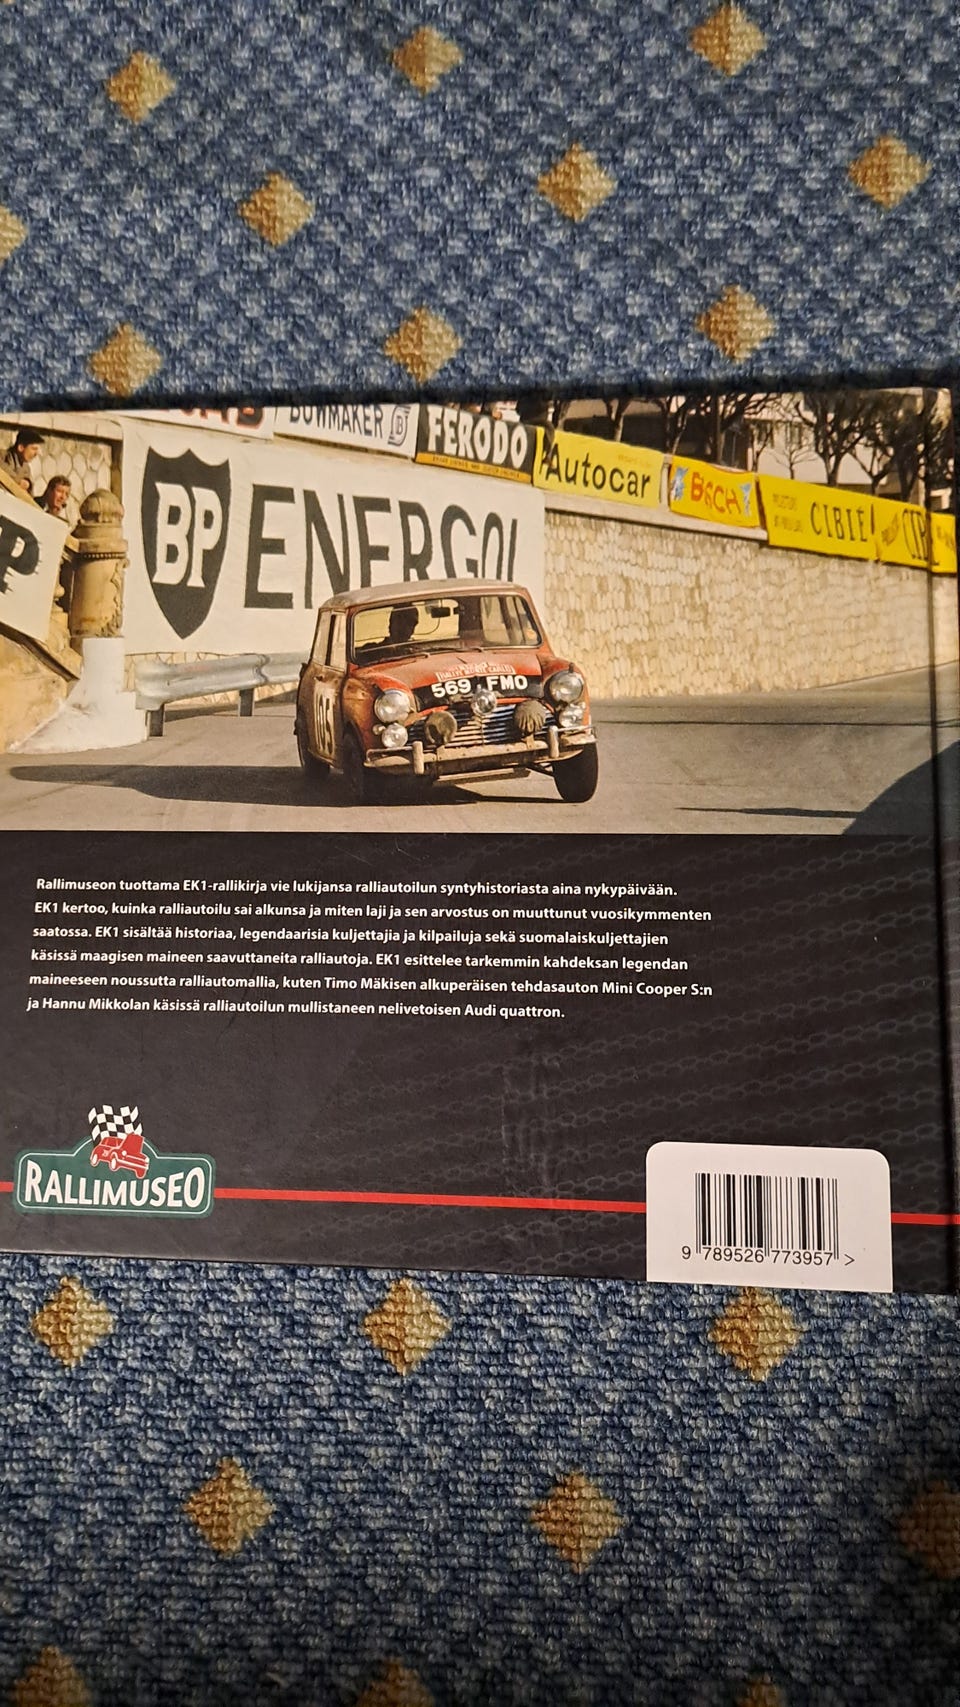 BOWMAKER
FERODO
Autocar
BOSCH
CIBIÉ
BP ENERGOL
RALLYE MONTE CARLO
569 FMO
105
Rallimuseon tuottama EK1-rallikirja vie lukijansa ralliautoilun syntyhistoriasta aina nykypäivään.
EK1 kertoo, kuinka ralliautoilu sai alkunsa ja miten laji ja sen arvostus on muuttunut vuosikymmenten
saatossa. EK1 sisältää historiaa, legendaarisia kuljettajia ja kilpailuja sekä suomalaiskuljettajien
käsissä maagisen maineen saavuttaneita ralliautoja. EK1 esittelee tarkemmin kahdeksan legendan
maineeseen noussutta ralliautomallia, kuten Timo Mäkisen alkuperäisen tehdasauton Mini Cooper S:n
ja Hannu Mikkolan käsissä ralliautoilun mullistaneen nelivetoisen Audi quattron.
RALLIMUSEO
9 789526 773957 >